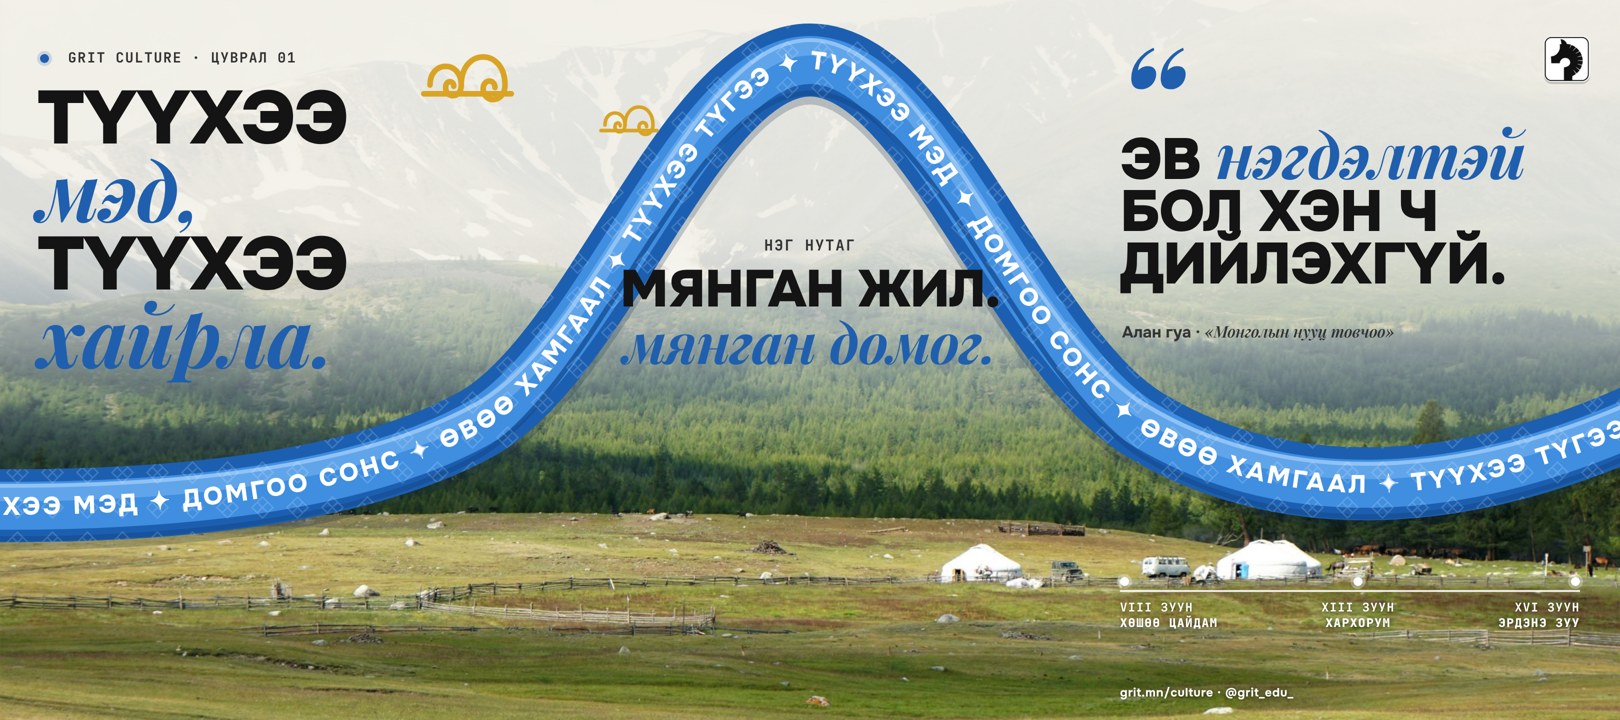 GRIT CULTURE · ЦУВРАЛ 01
ТҮҮХЭЭ
мэд,
ТҮҮХЭЭ
хайрла.
ХЭЭ МЭД ✦ ДОМГОО СОНС ✦ ӨВӨӨ ХАМГААЛ ✦ ТҮҮХЭЭ ТҮГЭЭ ✦ ТҮҮХЭЭ МЭД ✦ ДОМГОО СОНС ✦ ӨВӨӨ ХАМГААЛ ✦ ТҮҮХЭЭ ТҮГЭЭ
НЭГ НУТАГ
МЯНГАН ЖИЛ.
мянган домог.
“
ЭВ нэгдэлтэй
БОЛ ХЭН Ч
ДИЙЛЭХГҮЙ.
Алан гуа · «Монголын нууц товчоо»
VIII ЗУУН
ХӨШӨӨ ЦАЙДАМ
XIII ЗУУН
ХАРХОРУМ
XVI ЗУУН
ЭРДЭНЭ ЗУУ
grit.mn/culture · @grit_edu_